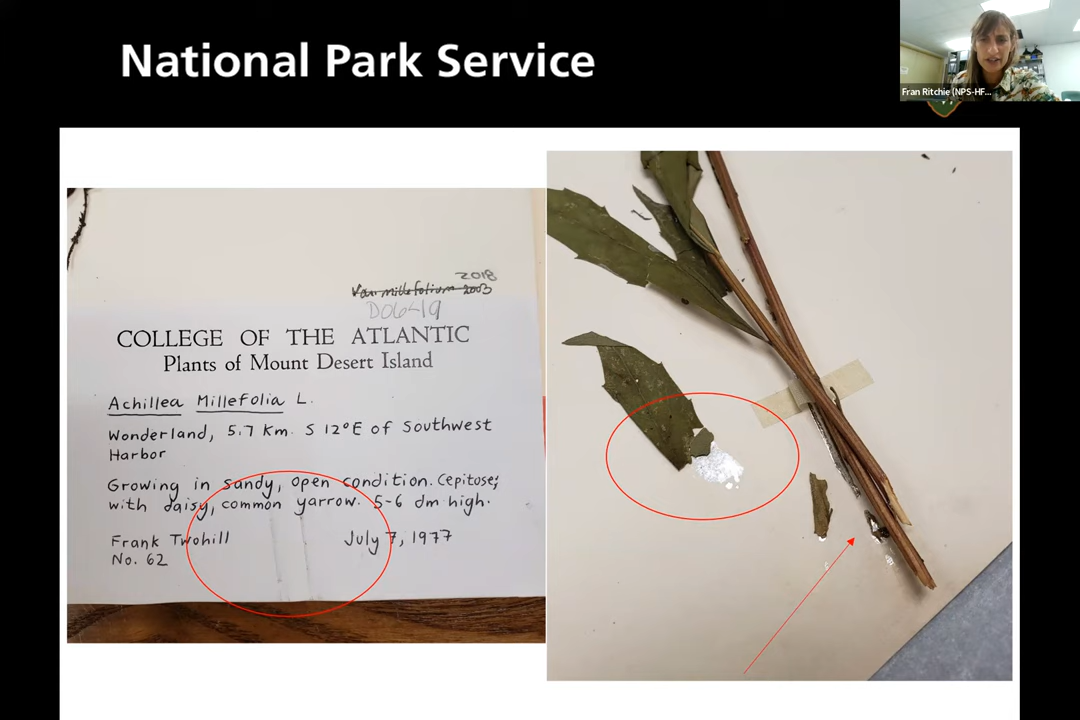 National Park Service
Fran Ritchie (NPS-HF...
2018
Var. millefolium 2003
D06-19
COLLEGE OF THE ATLANTIC
Plants of Mount Desert Island
Achillea Millefolia L.
Wonderland, 5.7 Km. S 12°E of Southwest
Harbor
Growing in sandy, open condition. Cepitose;
with daisy, common yarrow. 5-6 dm high.
Frank Twohill
July 7, 1977
No. 62